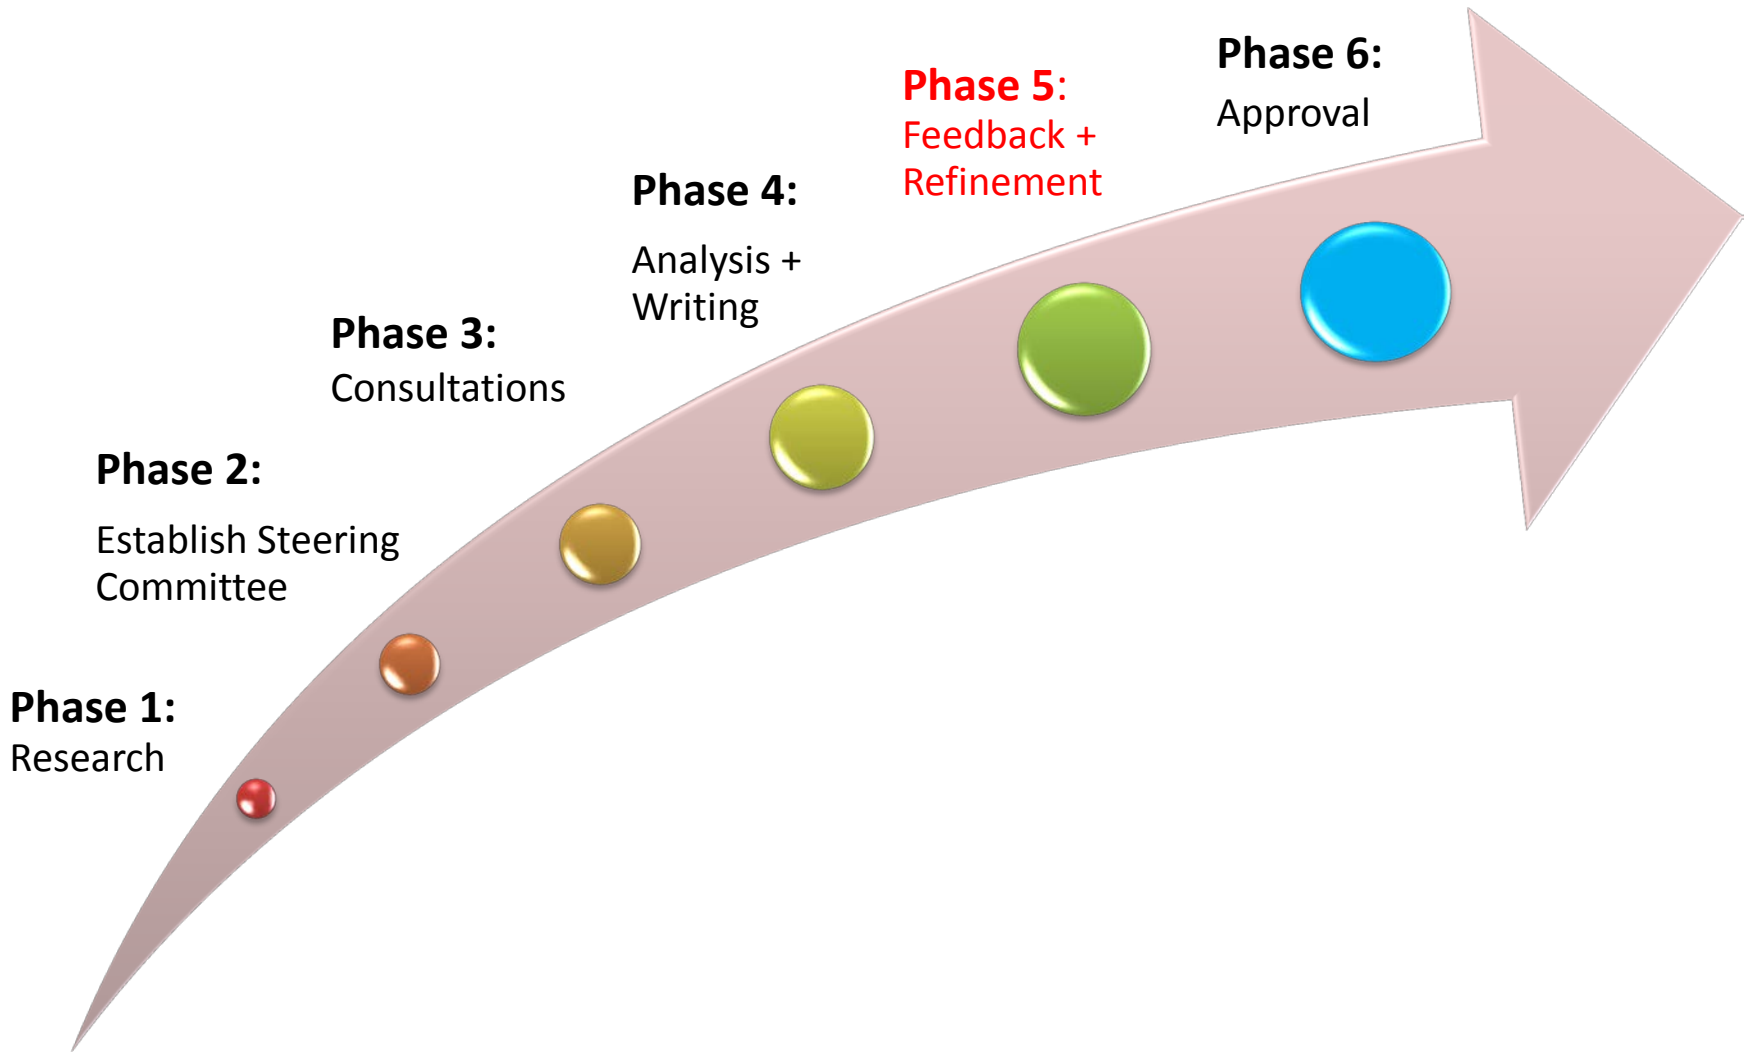 Phase 1:
Research
Phase 2:
Establish Steering
Committee
Phase 3:
Consultations
Phase 4:
Analysis +
Writing
Phase 5:
Feedback +
Refinement
Phase 6:
Approval